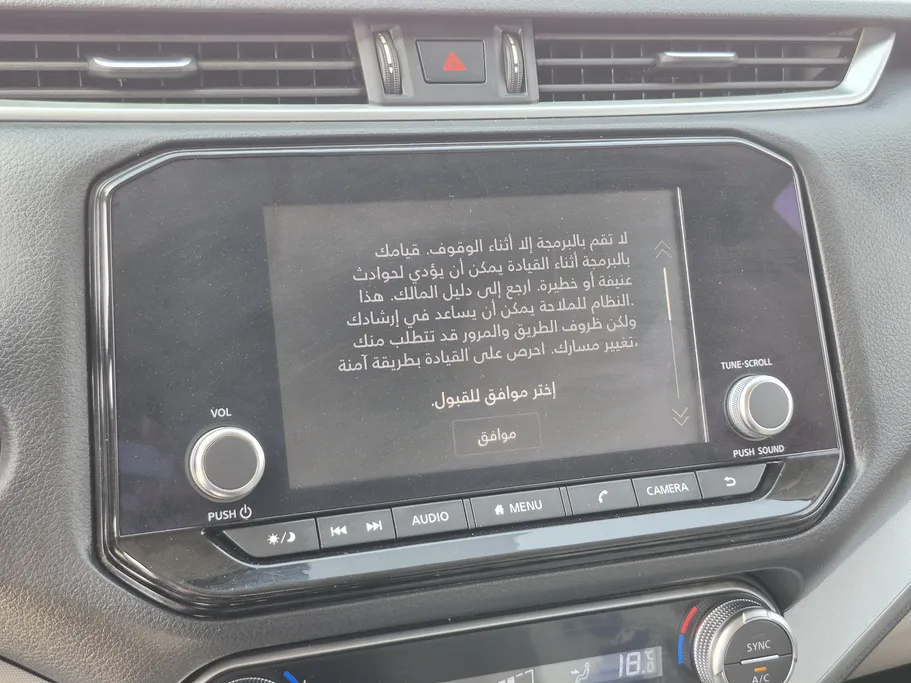 لا تقم بالبرمجة إلا أثناء الوقوف. قيامك
بالبرمجة أثناء القيادة يمكن أن يؤدي لحوادث
عنيفة أو خطيرة. ارجع إلى دليل المالك. هذا
النظام للملاحة يمكن أن يساعد في إرشادك.
ولكن ظروف الطريق والمرور قد تتطلب منك
تغيير مسارك. احرص على القيادة بطريقة آمنة,
إختر موافق للقبول.
موافق
TUNE·SCROLL
VOL
PUSH SOUND
PUSH
AUDIO
MENU
CAMERA
18.0
°C
SYNC
A/C